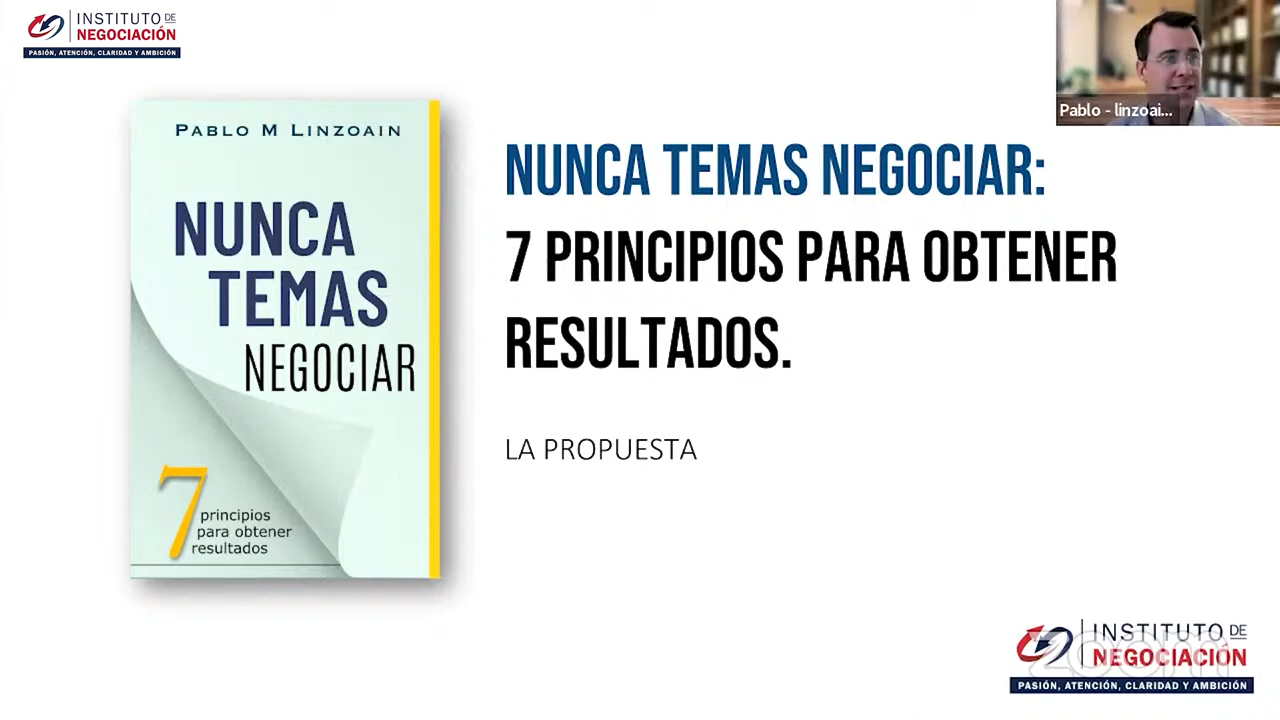 INSTITUTO DE
NEGOCIACIÓN
PASIÓN, ATENCIÓN, CLARIDAD Y AMBICIÓN
Pablo - linzoai...
PABLO M LINZOAIN
NUNCA
TEMAS
NEGOCIAR
7
principios
para obtener
resultados
NUNCA TEMAS NEGOCIAR:
7 PRINCIPIOS PARA OBTENER
RESULTADOS.
LA PROPUESTA
INSTITUTO DE
NEGOCIACIÓN
zoom
PASIÓN, ATENCIÓN, CLARIDAD Y AMBICIÓN